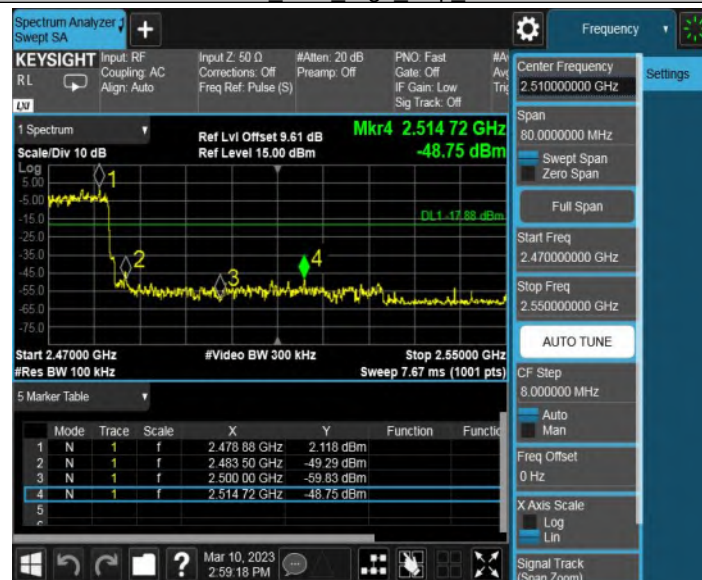 Spectrum Analyzer 1
Swept SA
+
Frequency
KEYSIGHT
RL
Input: RF
Coupling: AC
Align: Auto
Input Z: 50 Ω
Corrections: Off
Freq Ref: Pulse (S)
#Atten: 20 dB
Preamp: Off
PNO: Fast
Gate: Off
IF Gain: Low
Sig Track: Off
LXI
1 Spectrum
Scale/Div 10 dB
Ref Lvl Offset 9.61 dB
Ref Level 15.00 dBm
Mkr4 2.514 72 GHz
-48.75 dBm
Log
5.00
-5.00
-15.0
-25.0
-35.0
-45.0
-55.0
-65.0
-75.0
1
2
3
4
DL1 -17.88 dBm
Start 2.47000 GHz
#Res BW 100 kHz
#Video BW 300 kHz
Stop 2.55000 GHz
Sweep 7.67 ms (1001 pts)
5 Marker Table
Mode Trace Scale X Y Function Functio
1 N 1 f 2.478 88 GHz 2.118 dBm
2 N 1 f 2.483 50 GHz -49.29 dBm
3 N 1 f 2.500 00 GHz -59.83 dBm
4 N 1 f 2.514 72 GHz -48.75 dBm
5
?
Mar 10, 2023
2:59:18 PM
Center Frequency
2.510000000 GHz
Settings
Span
80.0000000 MHz
Swept Span
Zero Span
Full Span
Start Freq
2.470000000 GHz
Stop Freq
2.550000000 GHz
AUTO TUNE
CF Step
8.000000 MHz
Auto
Man
Freq Offset
0 Hz
X Axis Scale
Log
Lin
Signal Track
(Span Zoom)